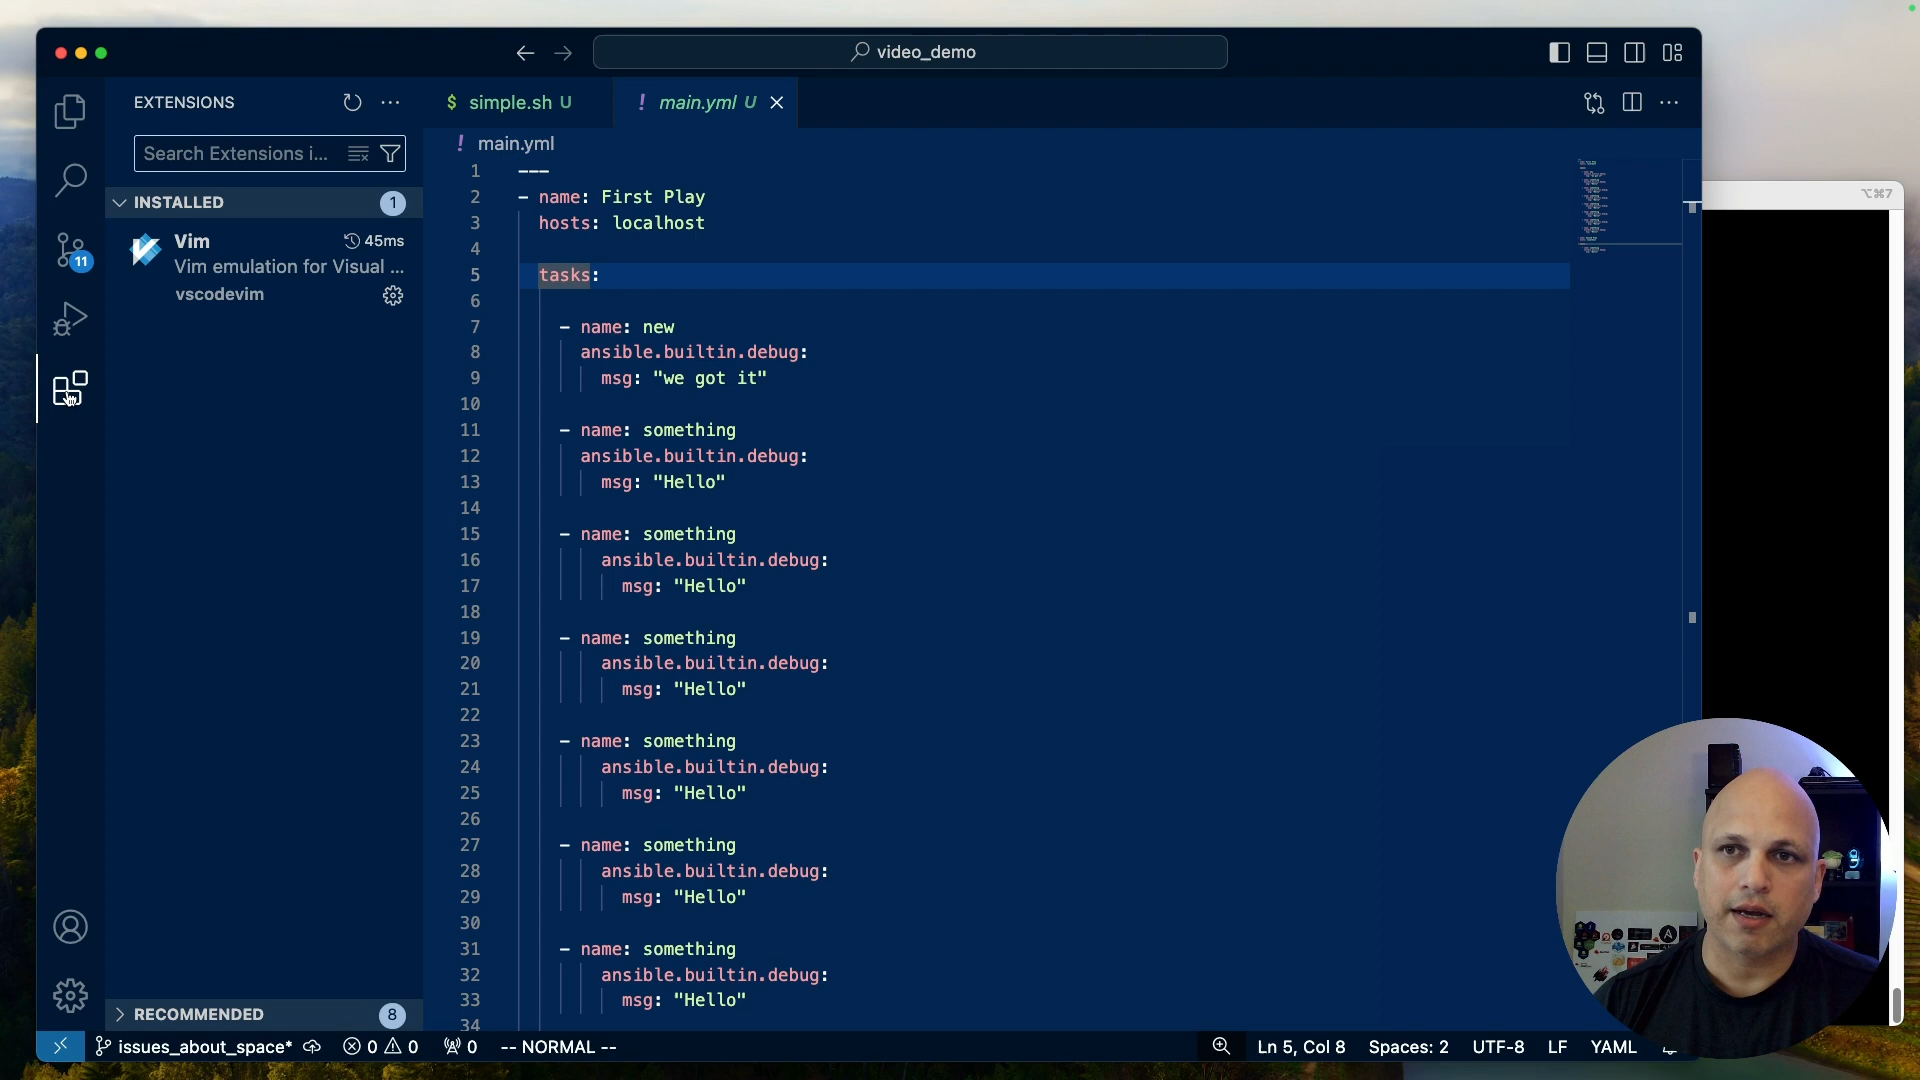 video_demo
EXTENSIONS
$ simple.sh U
! main.yml U
! main.yml
Search Extensions i...
INSTALLED
1
Vim
45ms
Vim emulation for Visual ...
vscodevim
1 ---
2 - name: First Play
3 hosts: localhost
4
5 tasks:
6
7 - name: new
8 ansible.builtin.debug:
9 msg: "we got it"
10
11 - name: something
12 ansible.builtin.debug:
13 msg: "Hello"
14
15 - name: something
16 ansible.builtin.debug:
17 msg: "Hello"
18
19 - name: something
20 ansible.builtin.debug:
21 msg: "Hello"
22
23 - name: something
24 ansible.builtin.debug:
25 msg: "Hello"
26
27 - name: something
28 ansible.builtin.debug:
29 msg: "Hello"
30
31 - name: something
32 ansible.builtin.debug:
33 msg: "Hello"
34
11
RECOMMENDED
8
issues_about_space*
0
0
0
-- NORMAL --
Ln 5, Col 8
Spaces: 2
UTF-8
LF
YAML
⌥⌘7